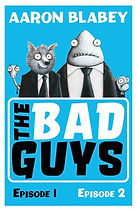 AARON BLABEY
THE
BAD
GUYS
Episode 1
Episode 2